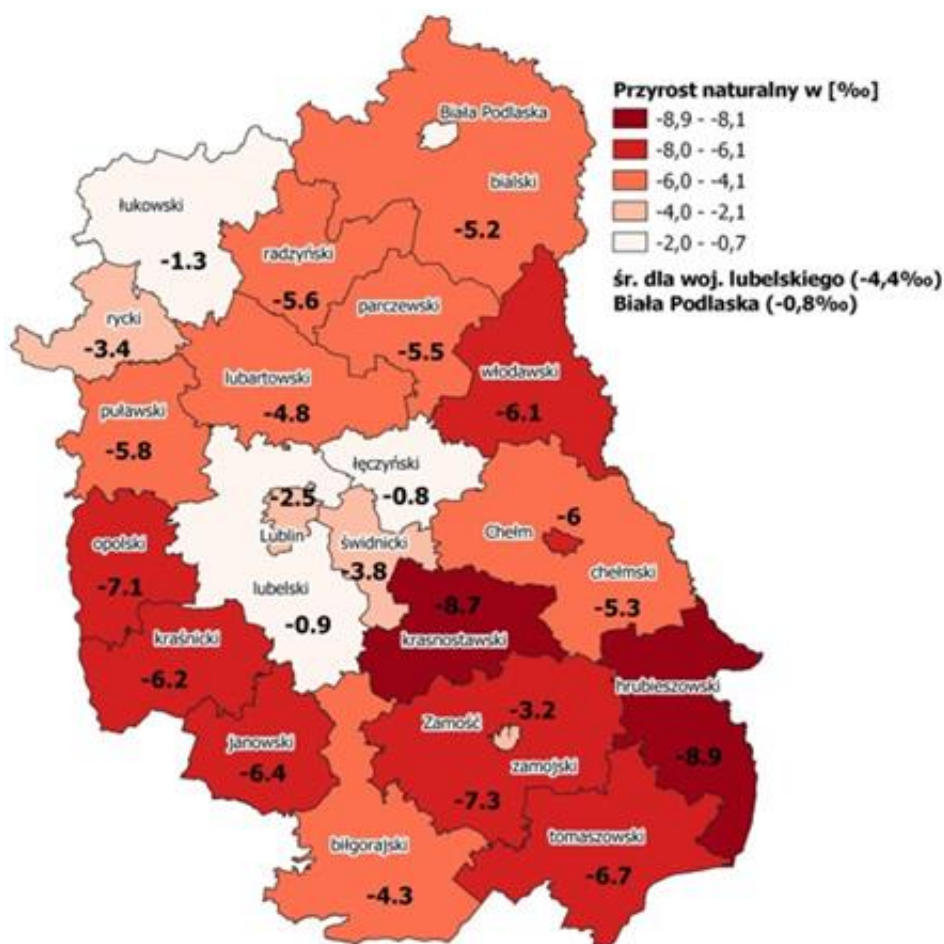 Przyrost naturalny w [‰]
-8,9 - -8,1
-8,0 - -6,1
-6,0 - -4,1
-4,0 - -2,1
-2,0 - -0,7
śr. dla woj. lubelskiego (-4,4‰)
Biała Podlaska (-0,8‰)
Biała Podlaska
bialski
-5.2
łukowski
-1.3
radzyński
-5.6
parczewski
-5.5
rycki
-3.4
lubartowski
-4.8
włodawski
-6.1
puławski
-5.8
łęczyński
-0.8
-2.5
Lublin
świdnicki
-3.8
Chełm
-6
chełmski
-5.3
opolski
-7.1
lubelski
-0.9
-8.7
krasnostawski
kraśnicki
-6.2
hrubieszowski
-8.9
Zamość
-3.2
zamojski
-7.3
janowski
-6.4
tomaszowski
-6.7
biłgorajski
-4.3